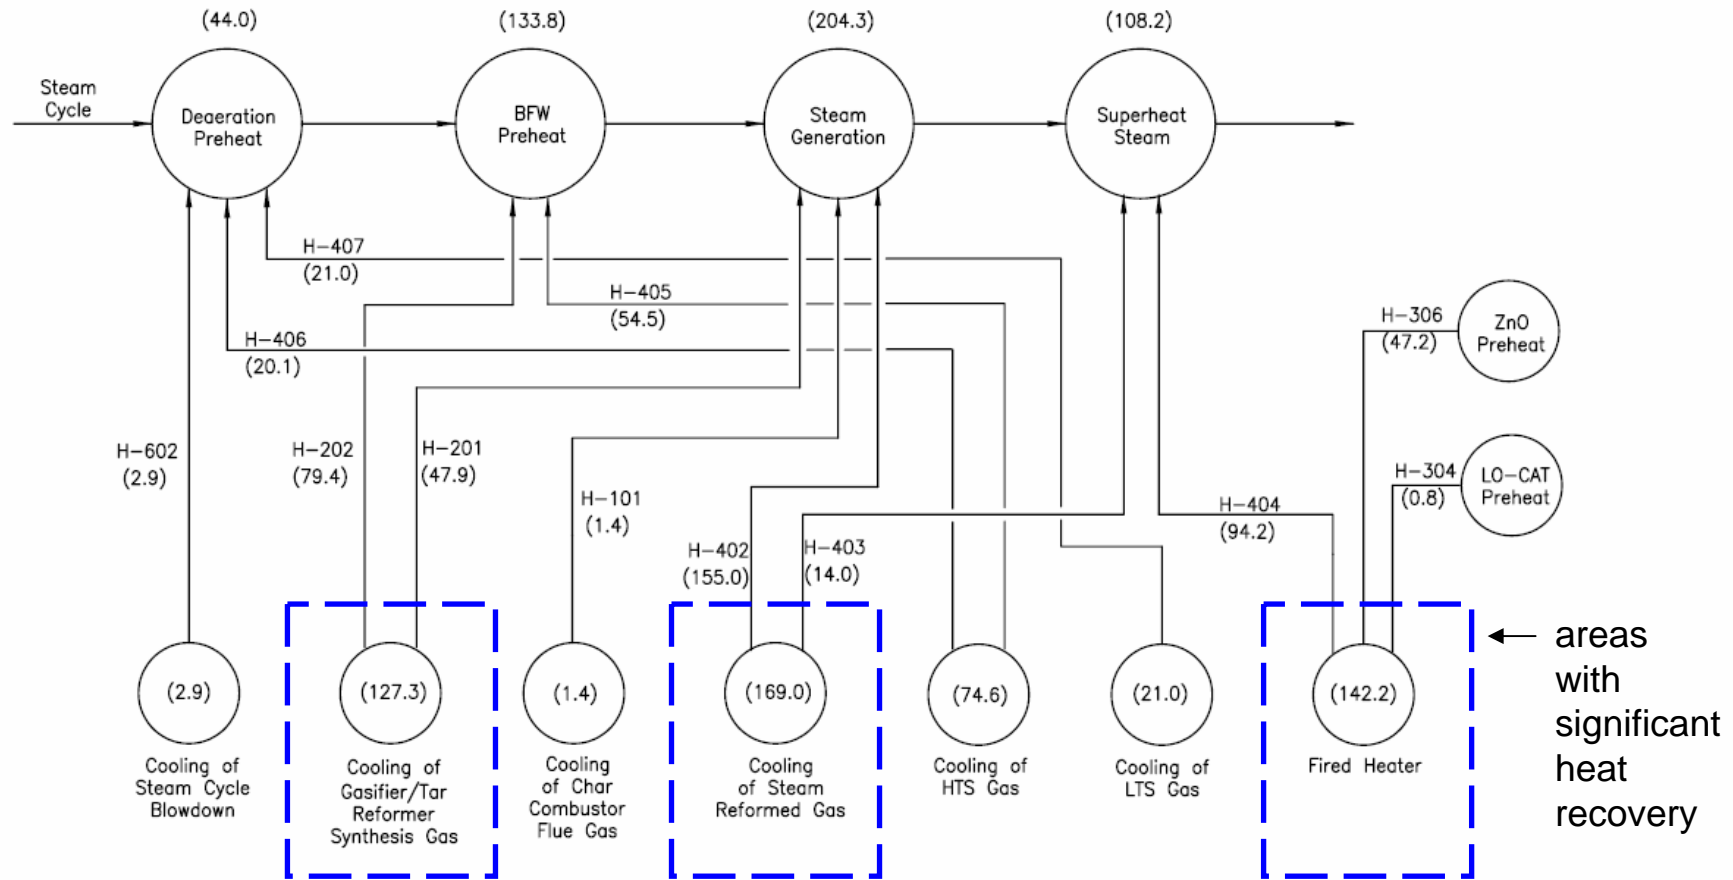 (44.0)
(133.8)
(204.3)
(108.2)
Steam
Cycle
Deaeration
Preheat
BFW
Preheat
Steam
Generation
Superheat
Steam
H-407
(21.0)
H-405
(54.5)
H-406
(20.1)
H-306
(47.2)
ZnO
Preheat
H-602
(2.9)
H-202
(79.4)
H-201
(47.9)
H-101
(1.4)
H-402
(155.0)
H-403
(14.0)
H-404
(94.2)
H-304
(0.8)
LO-CAT
Preheat
(2.9)
(127.3)
(1.4)
(169.0)
(74.6)
(21.0)
(142.2)
Cooling of
Steam Cycle
Blowdown
Cooling of
Gasifier/Tar
Reformer
Synthesis Gas
Cooling
of Char
Combustor
Flue Gas
Cooling
of Steam
Reformed Gas
Cooling of
HTS Gas
Cooling of
LTS Gas
Fired Heater
areas
with
significant
heat
recovery